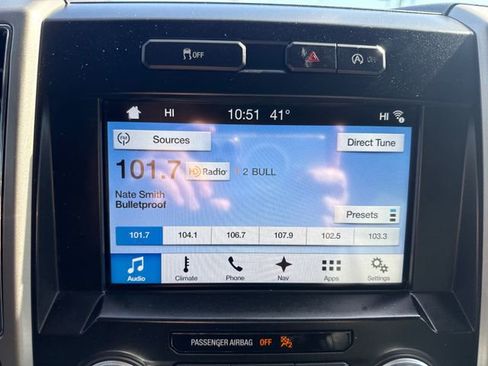 OFF
OFF
HI 10:51 41° HI
Sources Direct Tune
101.7 HD Radio 2 BULL
Nate Smith
Bulletproof
Presets
101.7 104.1 106.7 107.9 102.5 103.3
Audio Climate Phone Nav Apps Settings
PASSENGER AIRBAG OFF